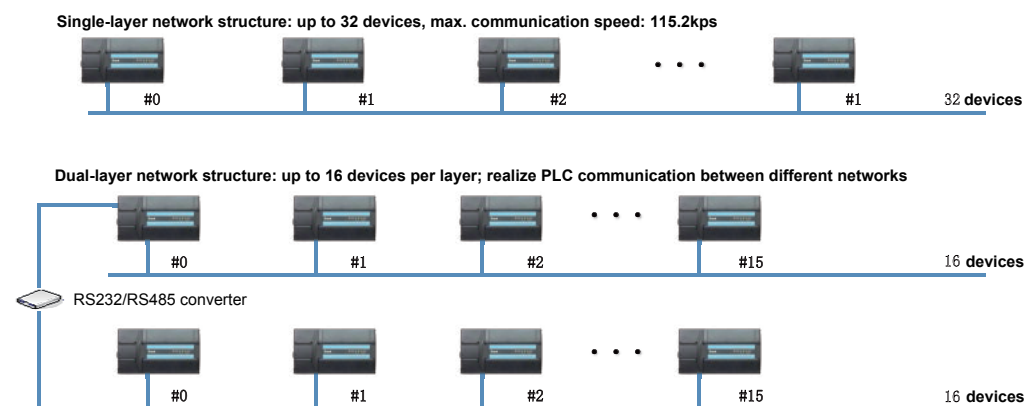 Single-layer network structure: up to 32 devices, max. communication speed: 115.2kps
#0 #1 #2 #1 32 devices
Dual-layer network structure: up to 16 devices per layer; realize PLC communication between different networks
#0 #1 #2 #15 16 devices
RS232/RS485 converter
#0 #1 #2 #15 16 devices